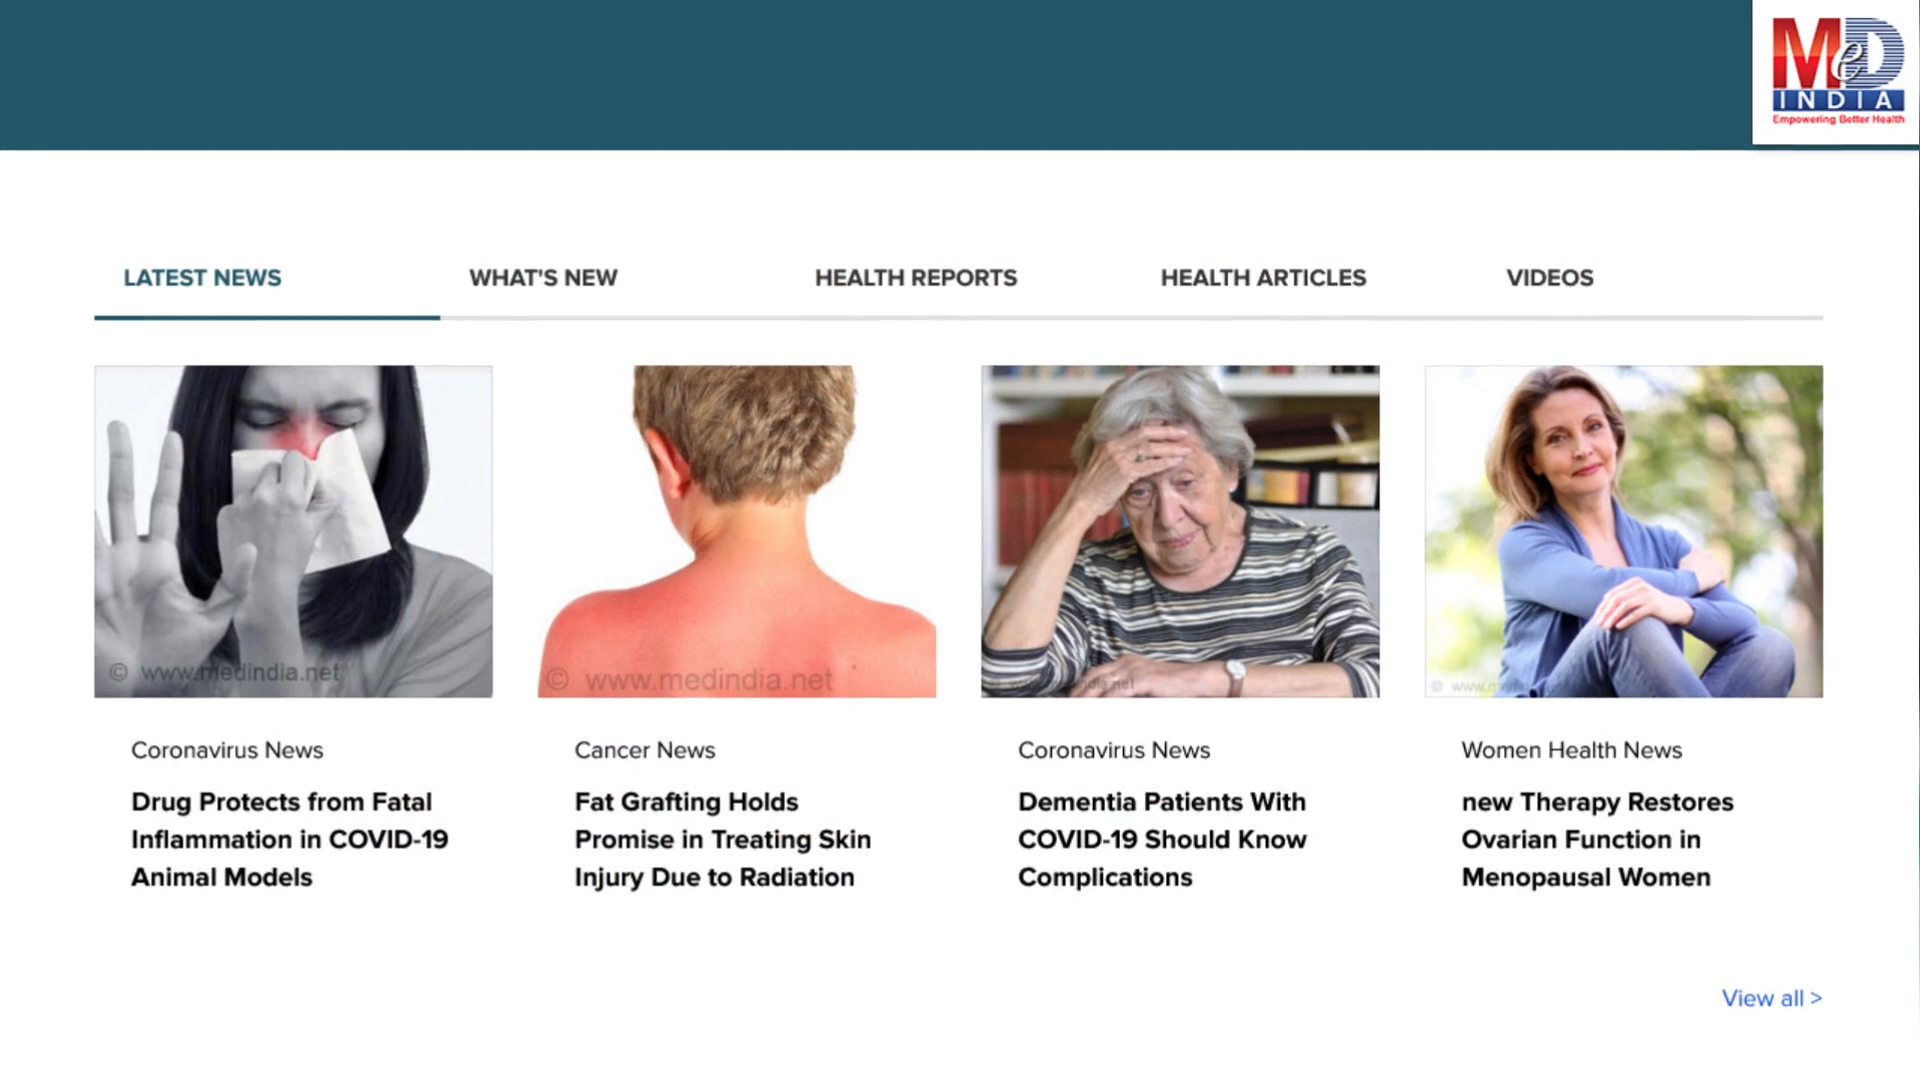 MeD
INDIA
Empowering Better Health
LATEST NEWS
WHAT'S NEW
HEALTH REPORTS
HEALTH ARTICLES
VIDEOS
© www.medindia.net
© www.medindia.net
© www.
Coronavirus News
Drug Protects from Fatal
Inflammation in COVID-19
Animal Models
Cancer News
Fat Grafting Holds
Promise in Treating Skin
Injury Due to Radiation
Coronavirus News
Dementia Patients With
COVID-19 Should Know
Complications
Women Health News
new Therapy Restores
Ovarian Function in
Menopausal Women
View all >